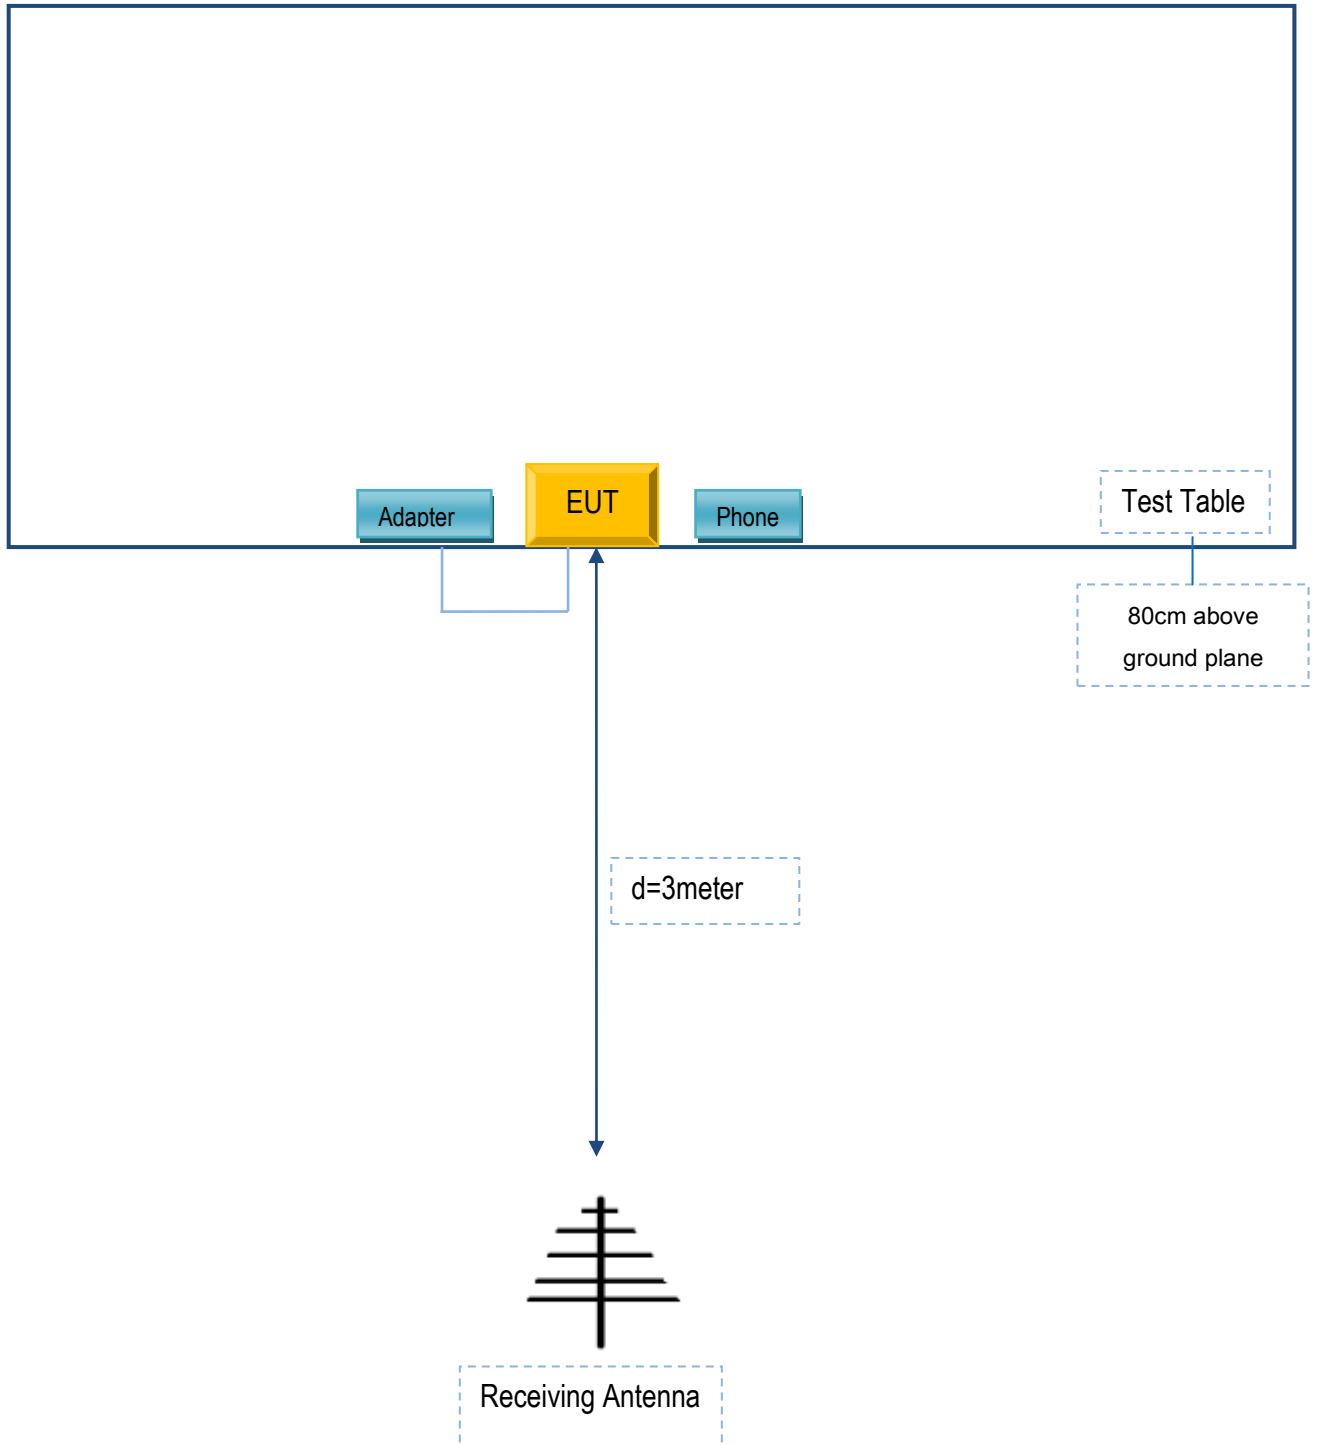 Adapter
EUT
Phone
Test Table
80cm above
ground plane
d=3meter
Receiving Antenna